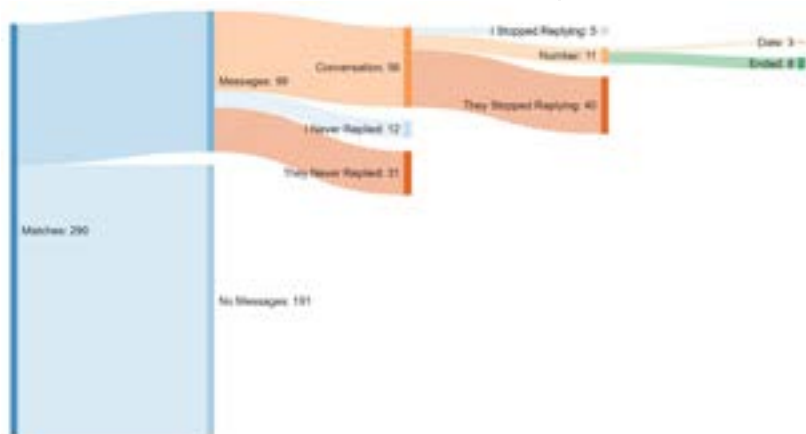 I Stopped Replying: 5
Number: 11
Date: 3
Ended: 8
Conversation: 56
Messages: 99
They Stopped Replying: 40
I Never Replied: 12
They Never Replied: 31
Matches: 290
No Messages: 191